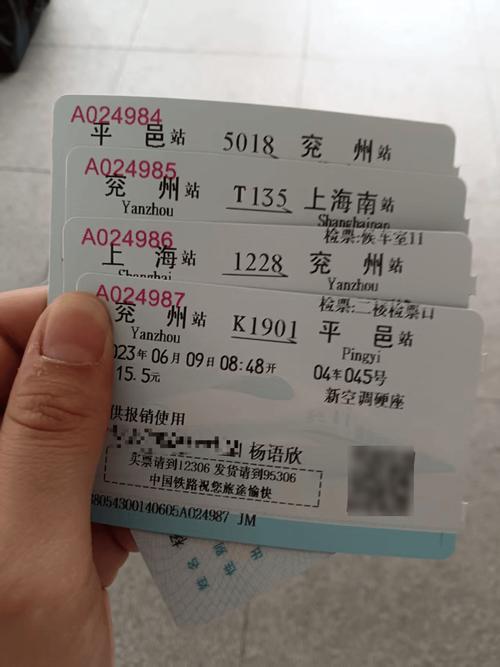 A024984
平 邑 站 5018 兖 州 站
A024985
兖 州 站 T135 上海南 站
Yanzhou Shanghainan
检票:候车室11
A024986
上 海 站 1228 兖 州 站
Shanghai Yanzhou
检票:二楼检票口
A024987
兖 州 站 K1901 平 邑 站
Yanzhou Pingyi
023年 06月 09日 08:48开 04车 045号
15.5元 新空调硬座
供报销使用
杨语欣
买票请到12306 发货请到95306
中国铁路祝您旅途愉快
8054300140605A024987 JM